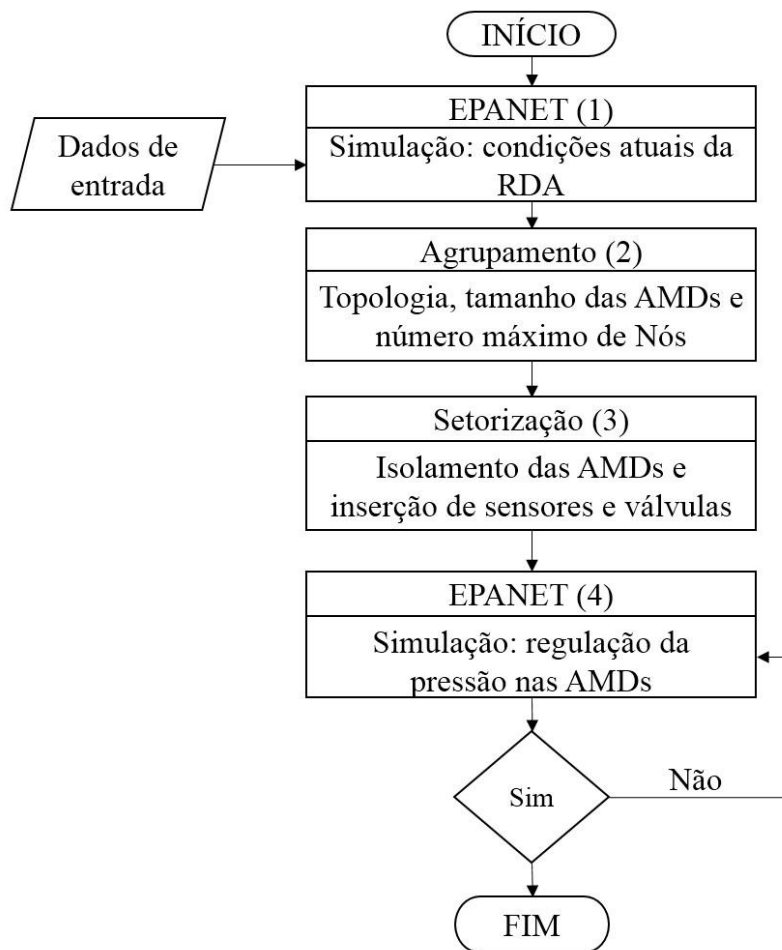 INÍCIO
EPANET (1)
Dados de
entrada
Simulação: condições atuais da
RDA
Agrupamento (2)
Topologia, tamanho das AMDs e
número máximo de Nós
Setorização (3)
Isolamento das AMDs e
inserção de sensores e válvulas
EPANET (4)
Simulação: regulação da
pressão nas AMDs
Sim
Não
FIM